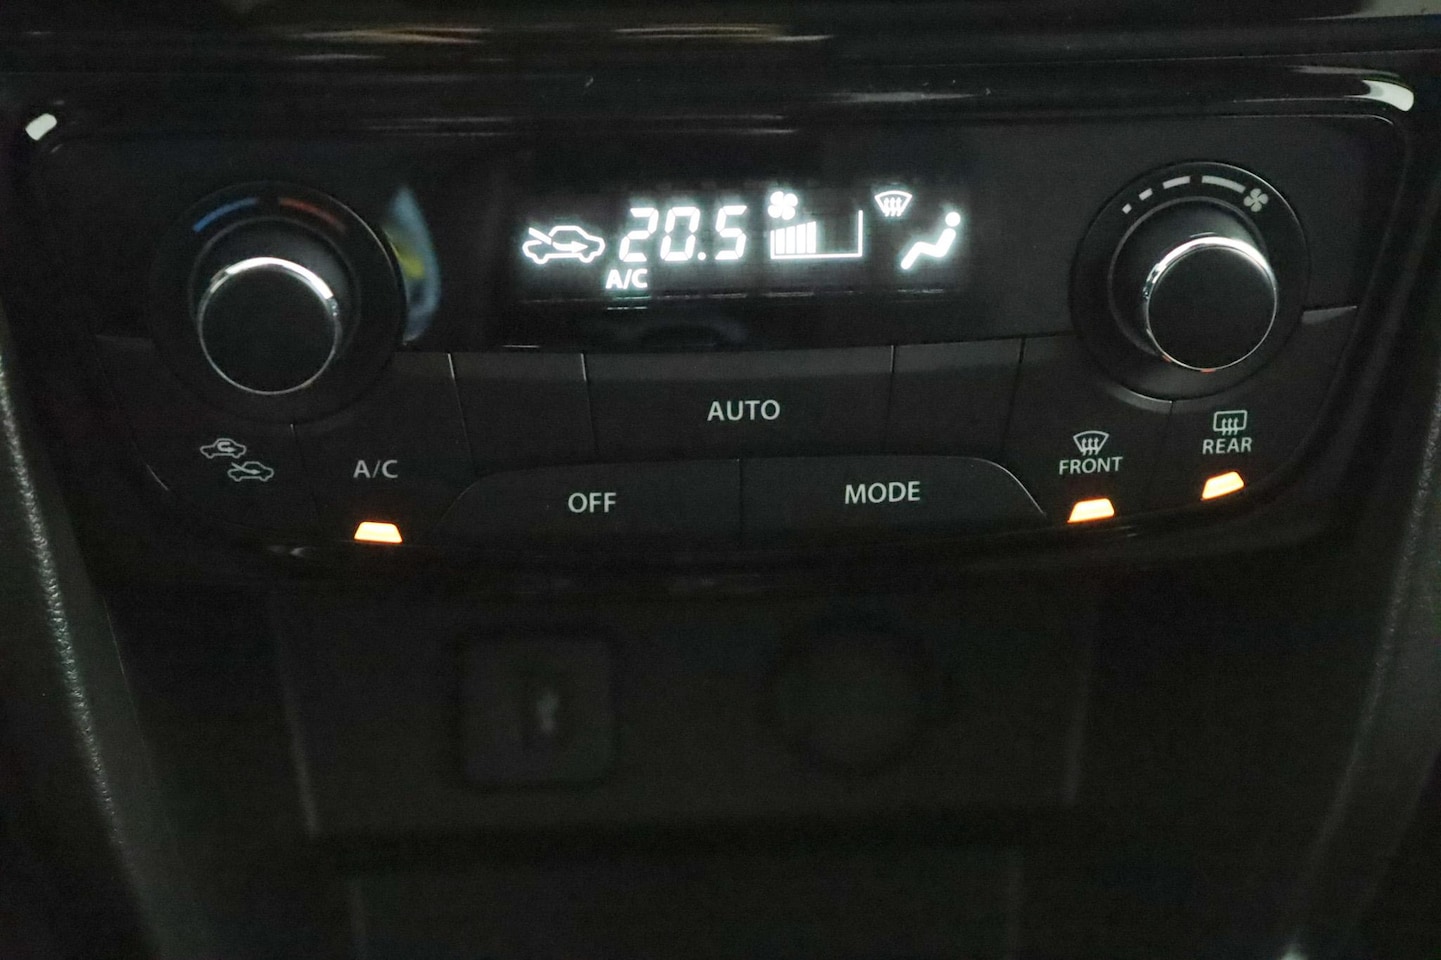 20.5
A/C
AUTO
A/C
OFF
MODE
FRONT
REAR